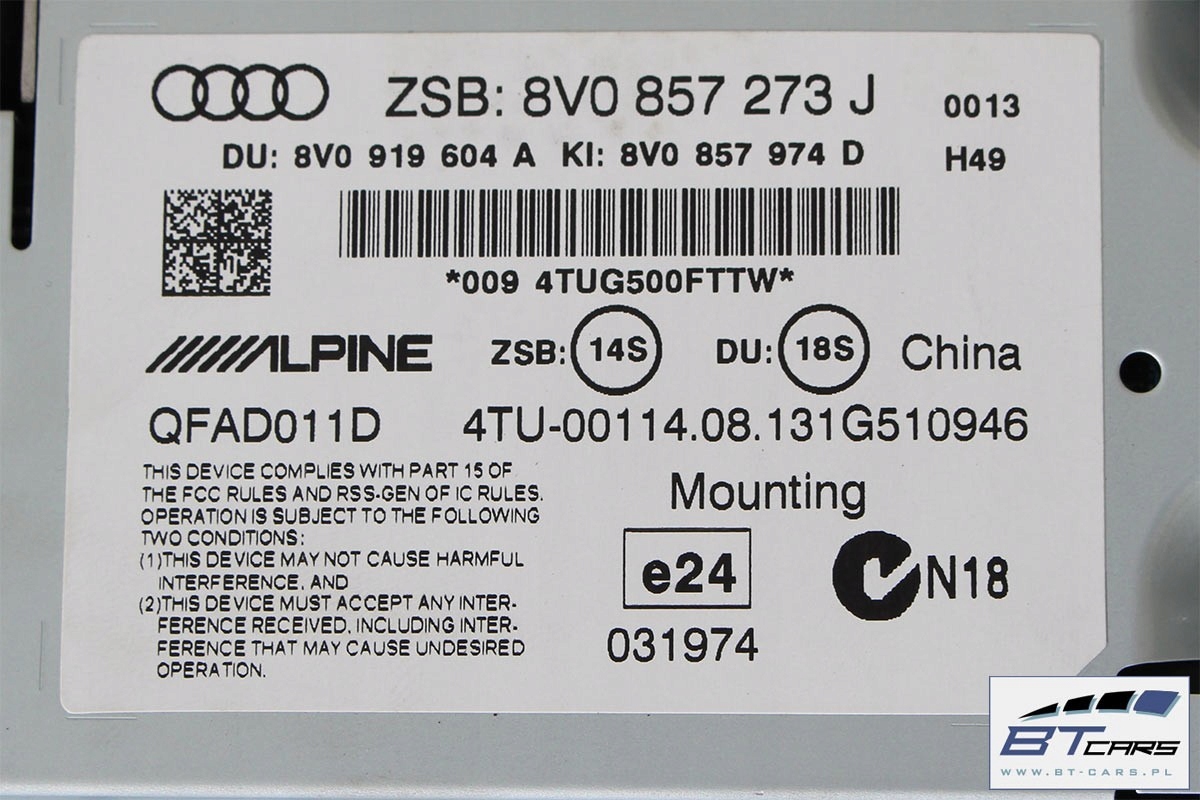 ZSB: 8V0 857 273 J 0013
DU: 8V0 919 604 A KI: 8V0 857 974 D H49
*009 4TUG500FTTW*
ALPINE ZSB: 14S DU: 18S China
QFAD011D 4TU-00114.08.131G510946
THIS DEVICE COMPLIES WITH PART 15 OF
THE FCC RULES AND RSS-GEN OF IC RULES.
OPERATION IS SUBJECT TO THE FOLLOWING
TWO CONDITIONS:
(1)THIS DEVICE MAY NOT CAUSE HARMFUL
INTERFERENCE, AND
(2)THIS DEVICE MUST ACCEPT ANY INTER-
FERENCE RECEIVED, INCLUDING INTER-
FERENCE THAT MAY CAUSE UNDESIRED
OPERATION.
Mounting
e24
N18
031974
BT CARS
WWW.BT-CARS.PL